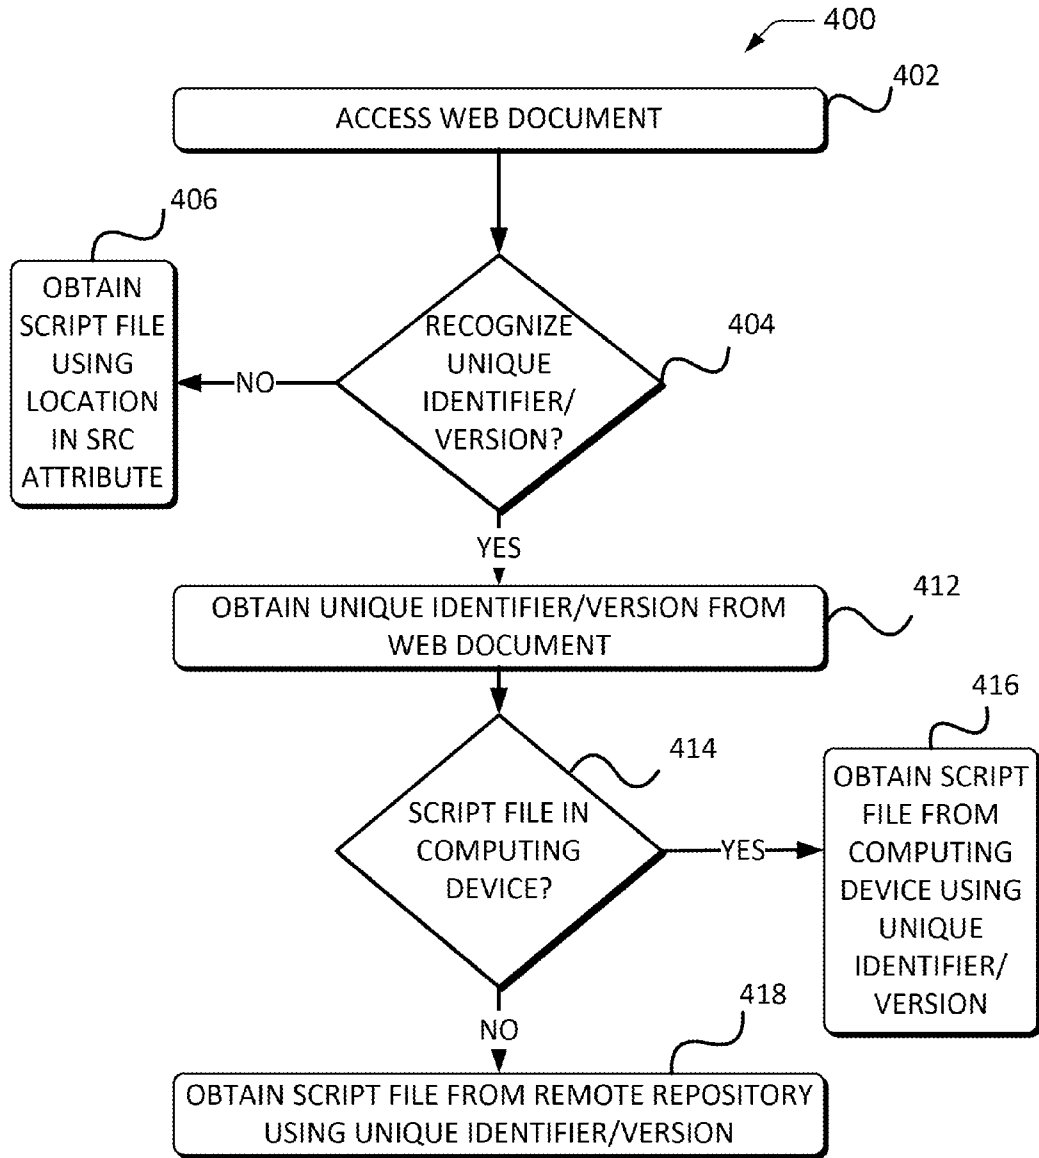 400
402
ACCESS WEB DOCUMENT
406
OBTAIN
SCRIPT FILE
USING
LOCATION
IN SRC
ATTRIBUTE
NO
RECOGNIZE
UNIQUE
IDENTIFIER/
VERSION?
404
YES
OBTAIN UNIQUE IDENTIFIER/VERSION FROM
WEB DOCUMENT
412
414
SCRIPT FILE IN
COMPUTING
DEVICE?
YES
416
OBTAIN SCRIPT
FILE FROM
COMPUTING
DEVICE USING
UNIQUE
IDENTIFIER/
VERSION
NO
418
OBTAIN SCRIPT FILE FROM REMOTE REPOSITORY
USING UNIQUE IDENTIFIER/VERSION